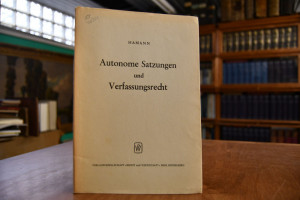 HAMANN
Autonome Satzungen
und
Verfassungsrecht